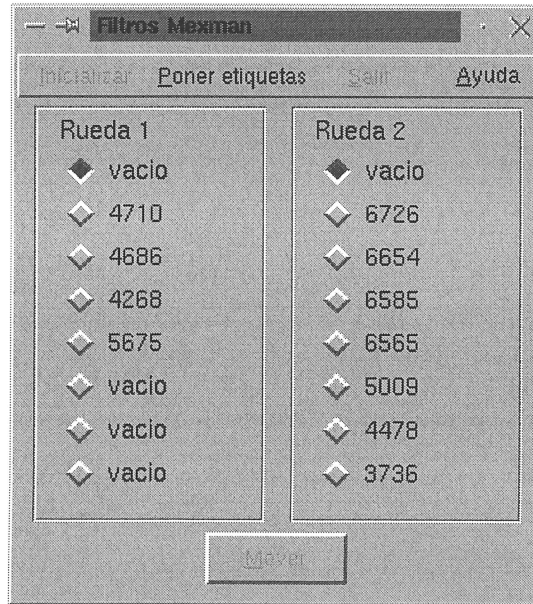 Filtros Mexman
Inicializar Poner etiquetas Salir Ayuda
Rueda 1
vacio
4710
4686
4268
5675
vacio
vacio
vacio
Rueda 2
vacio
6726
6654
6585
6565
5009
4478
3736
Mover